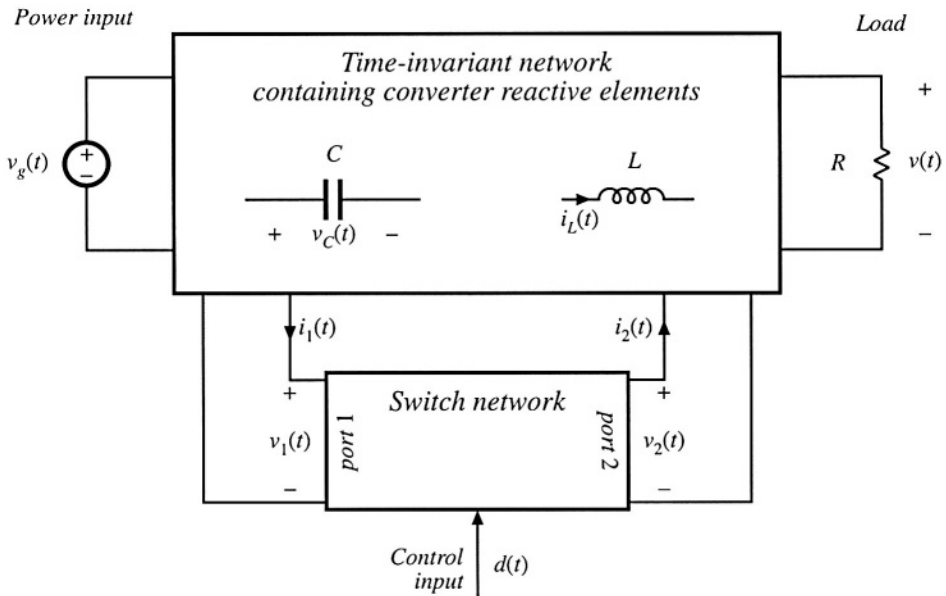 Power input
Load
Time-invariant network
containing converter reactive elements
+
C
L
v_g(t)
+
−
R
v(t)
+ v_C(t) −
i_L(t)
−
i_1(t)
i_2(t)
+
Switch network
+
v_1(t)
port 1
port 2
v_2(t)
−
−
Control
input
d(t)